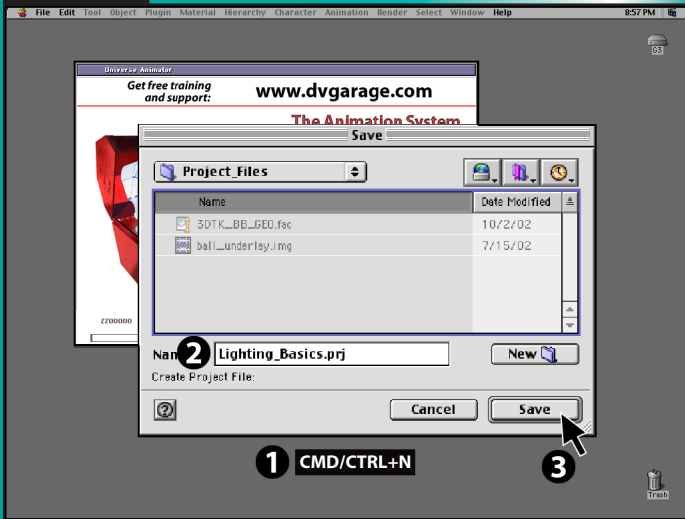 File Edit Tool Object Plugin Material Hierarchy Character Animation Render Select Window Help 8:57 PM
G3
Universe Animator
Get free training
and support:
www.dvgarage.com
The Animation System
Save
Project_Files
Name Date Modified
3DTK_BB_GEO.fac 10/2/02
ball_underlay.img 7/15/02
ZZ00000
Nam 2 Lighting_Basics.prj New
Create Project File:
? Cancel Save
1 CMD/CTRL+N 3
Trash